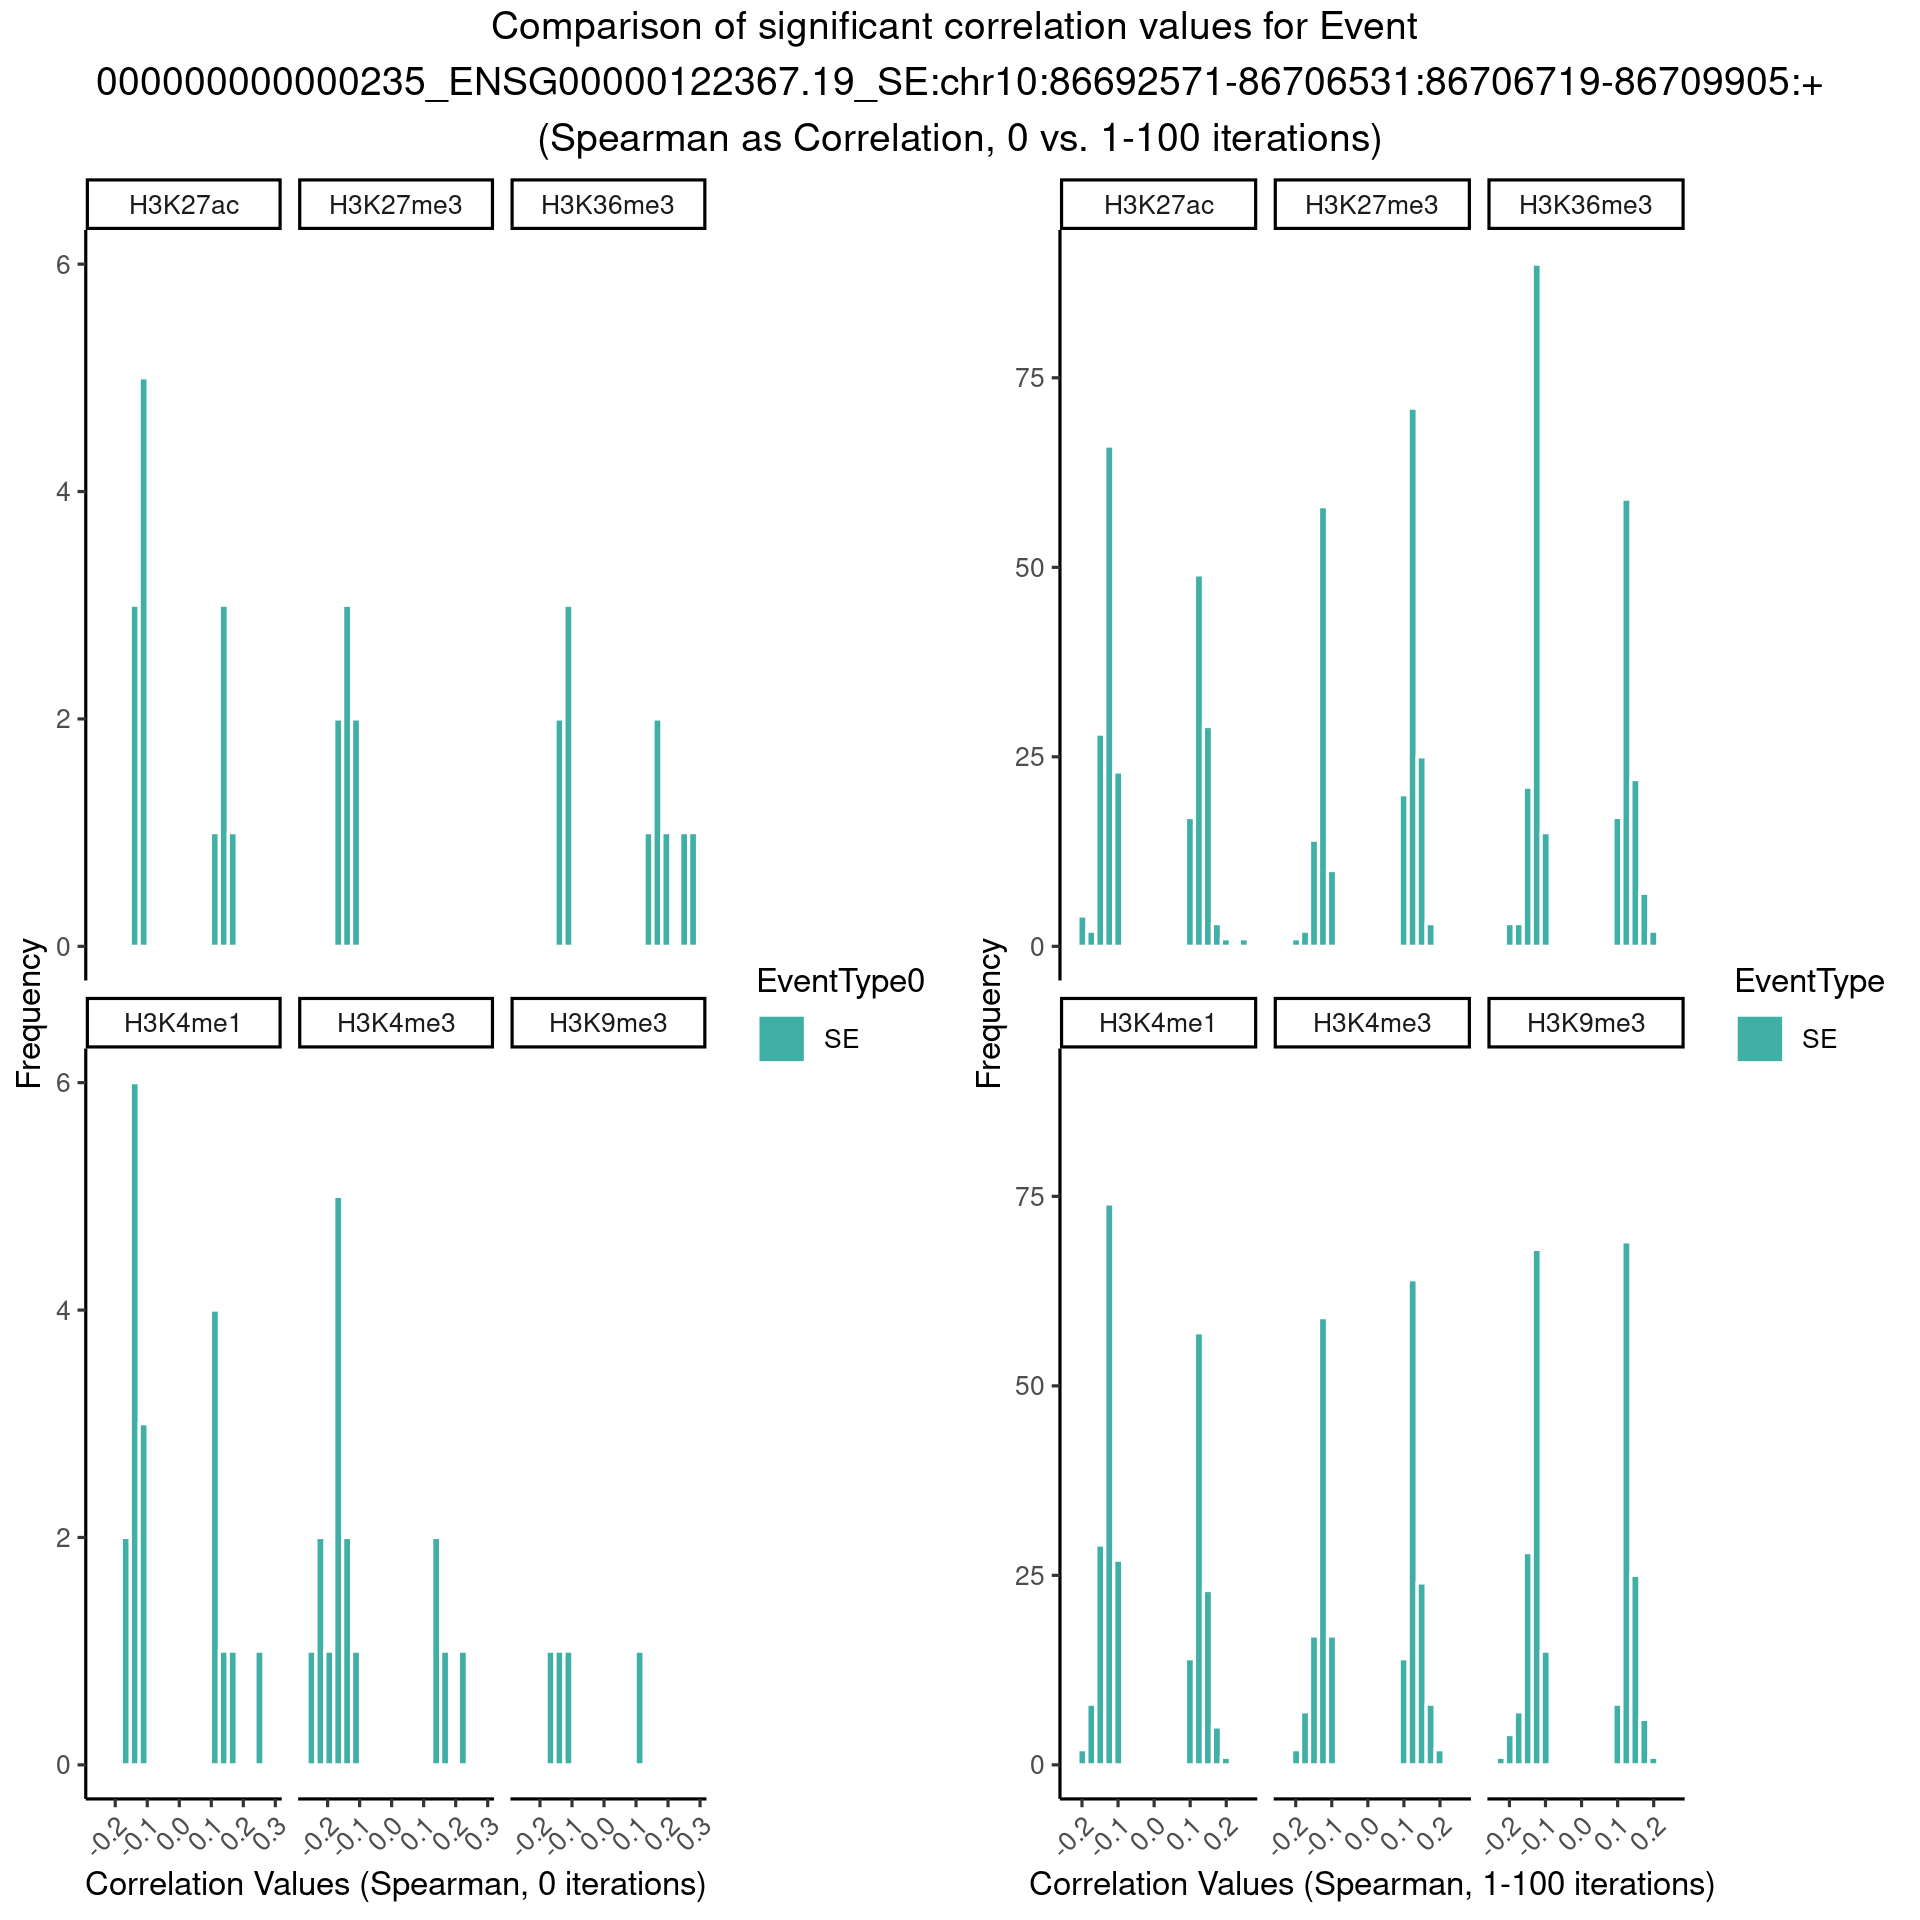 Comparison of significant correlation values for Event
000000000000235_ENSG00000122367.19_SE:chr10:86692571-86706531:86706719-86709905:+
(Spearman as Correlation, 0 vs. 1-100 iterations)
H3K27ac H3K27me3 H3K36me3
6
4
2
0
H3K4me1 H3K4me3 H3K9me3
6
4
2
0
Frequency
-0.2 -0.1 0.0 0.1 0.2 0.3 -0.2 -0.1 0.0 0.1 0.2 0.3 -0.2 -0.1 0.0 0.1 0.2 0.3
Correlation Values (Spearman, 0 iterations)
EventType0
SE
H3K27ac H3K27me3 H3K36me3
75
50
25
0
H3K4me1 H3K4me3 H3K9me3
75
50
25
0
Frequency
-0.2 -0.1 0.0 0.1 0.2 -0.2 -0.1 0.0 0.1 0.2 -0.2 -0.1 0.0 0.1 0.2
Correlation Values (Spearman, 1-100 iterations)
EventType
SE